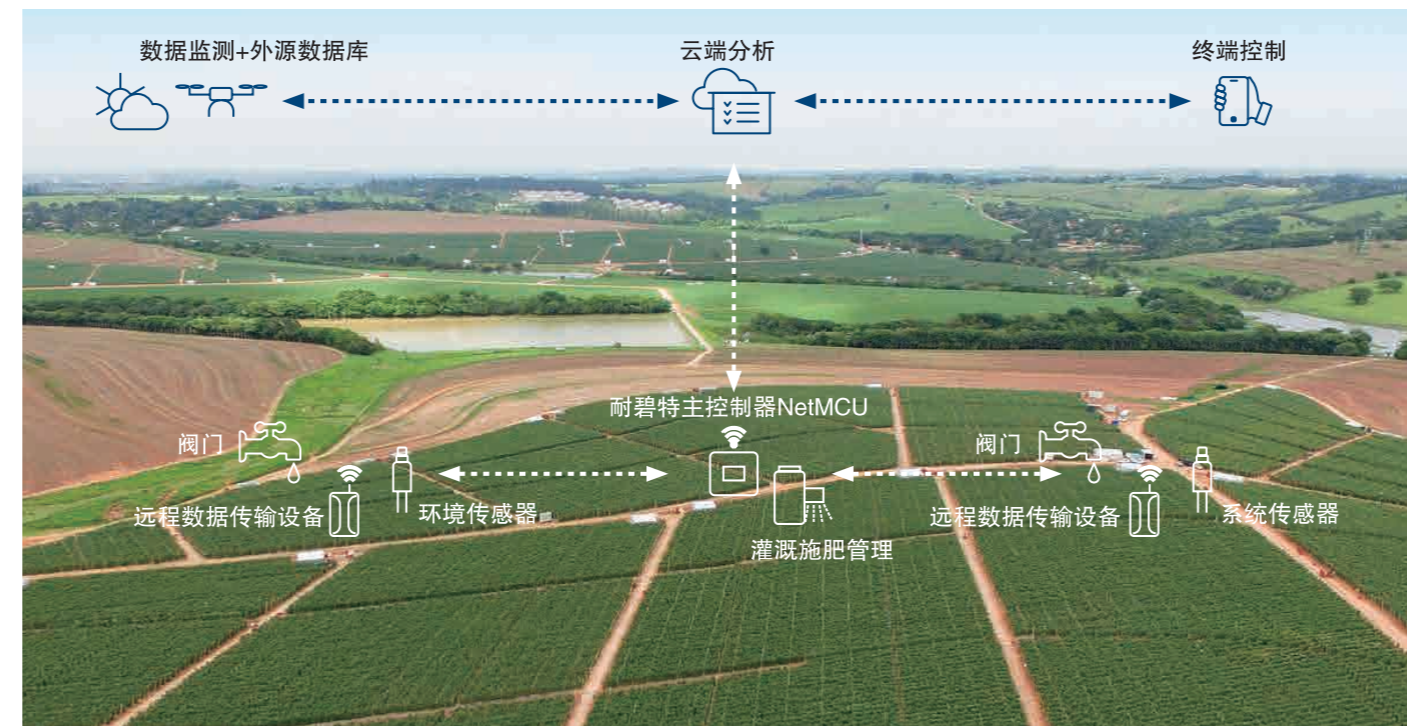 数据监测+外源数据库
云端分析
终端控制
耐碧特主控制器NetMCU
阀门
阀门
远程数据传输设备
环境传感器
远程数据传输设备
系统传感器
灌溉施肥管理